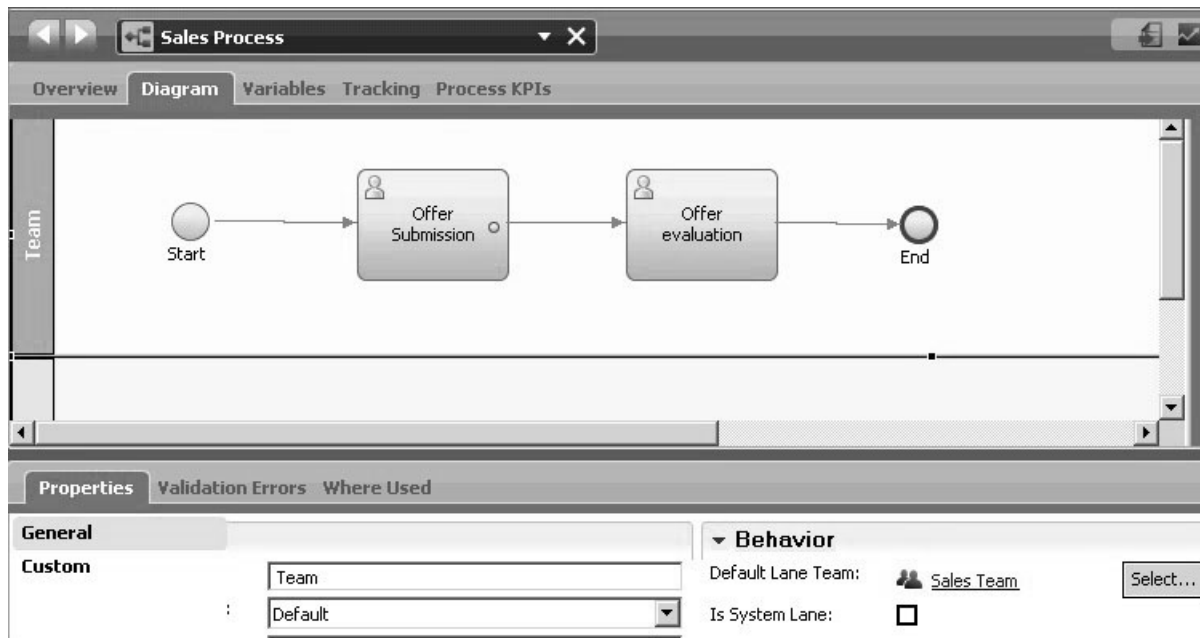 Sales Process
Overview Diagram Variables Tracking Process KPIs
Team
Start
Offer
Submission
Offer
evaluation
End
Properties Validation Errors Where Used
General
Custom
Team
:
Default
Behavior
Default Lane Team: Sales Team Select...
Is System Lane: